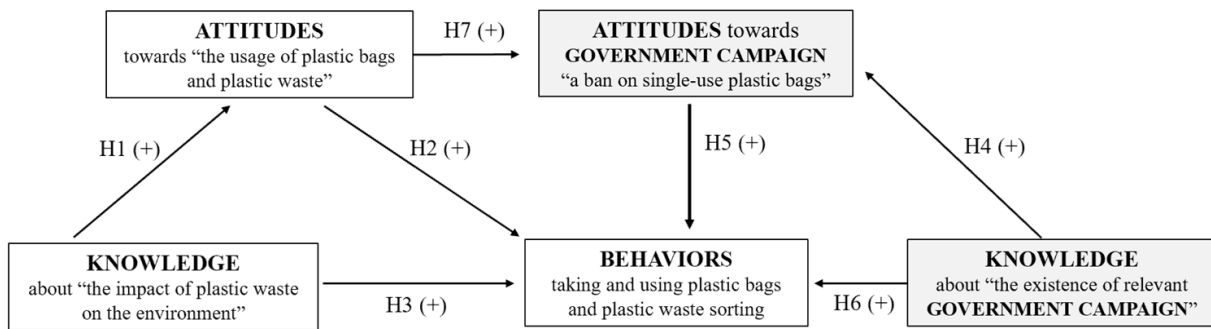 ATTITUDES
towards “the usage of plastic bags
and plastic waste”
H7 (+)
ATTITUDES towards
GOVERNMENT CAMPAIGN
“a ban on single-use plastic bags”
H1 (+)
H2 (+)
H5 (+)
H4 (+)
KNOWLEDGE
about “the impact of plastic waste
on the environment”
H3 (+)
BEHAVIORS
taking and using plastic bags
and plastic waste sorting
H6 (+)
KNOWLEDGE
about “the existence of relevant
GOVERNMENT CAMPAIGN”